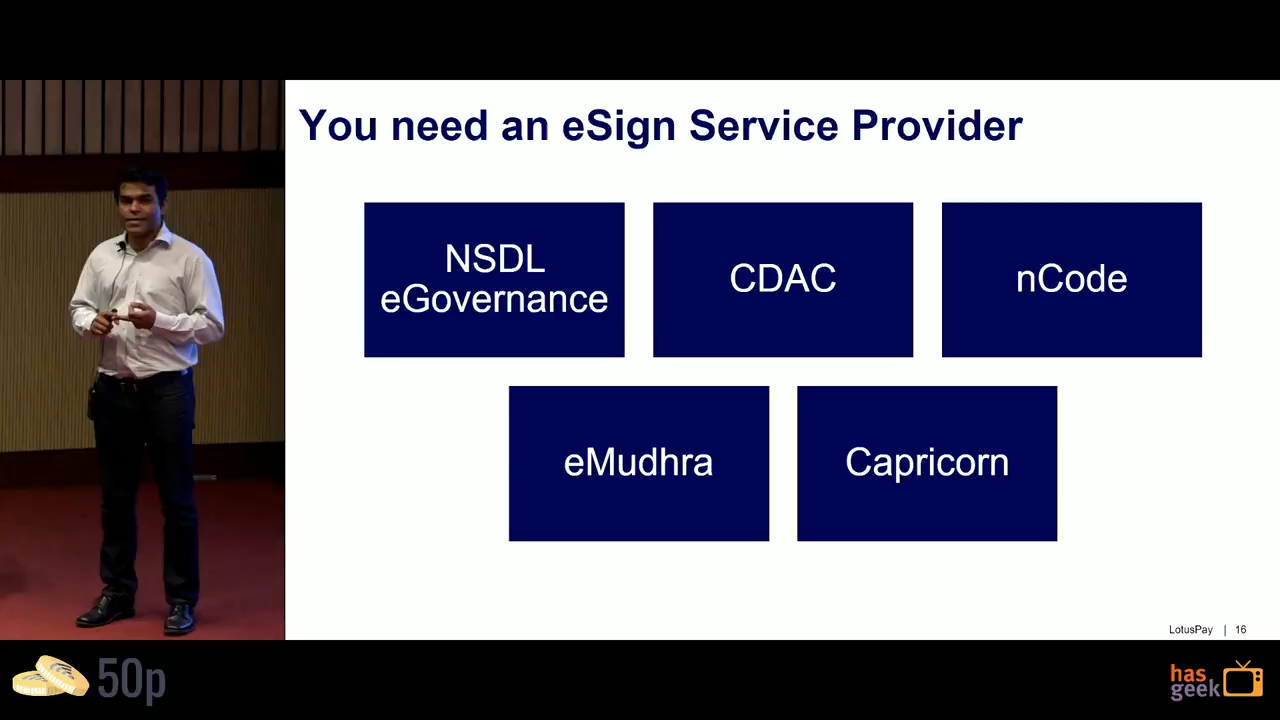 You need an eSign Service Provider
NSDL
eGovernance
CDAC
nCode
eMudhra
Capricorn
LotusPay | 16
50p
has
geek